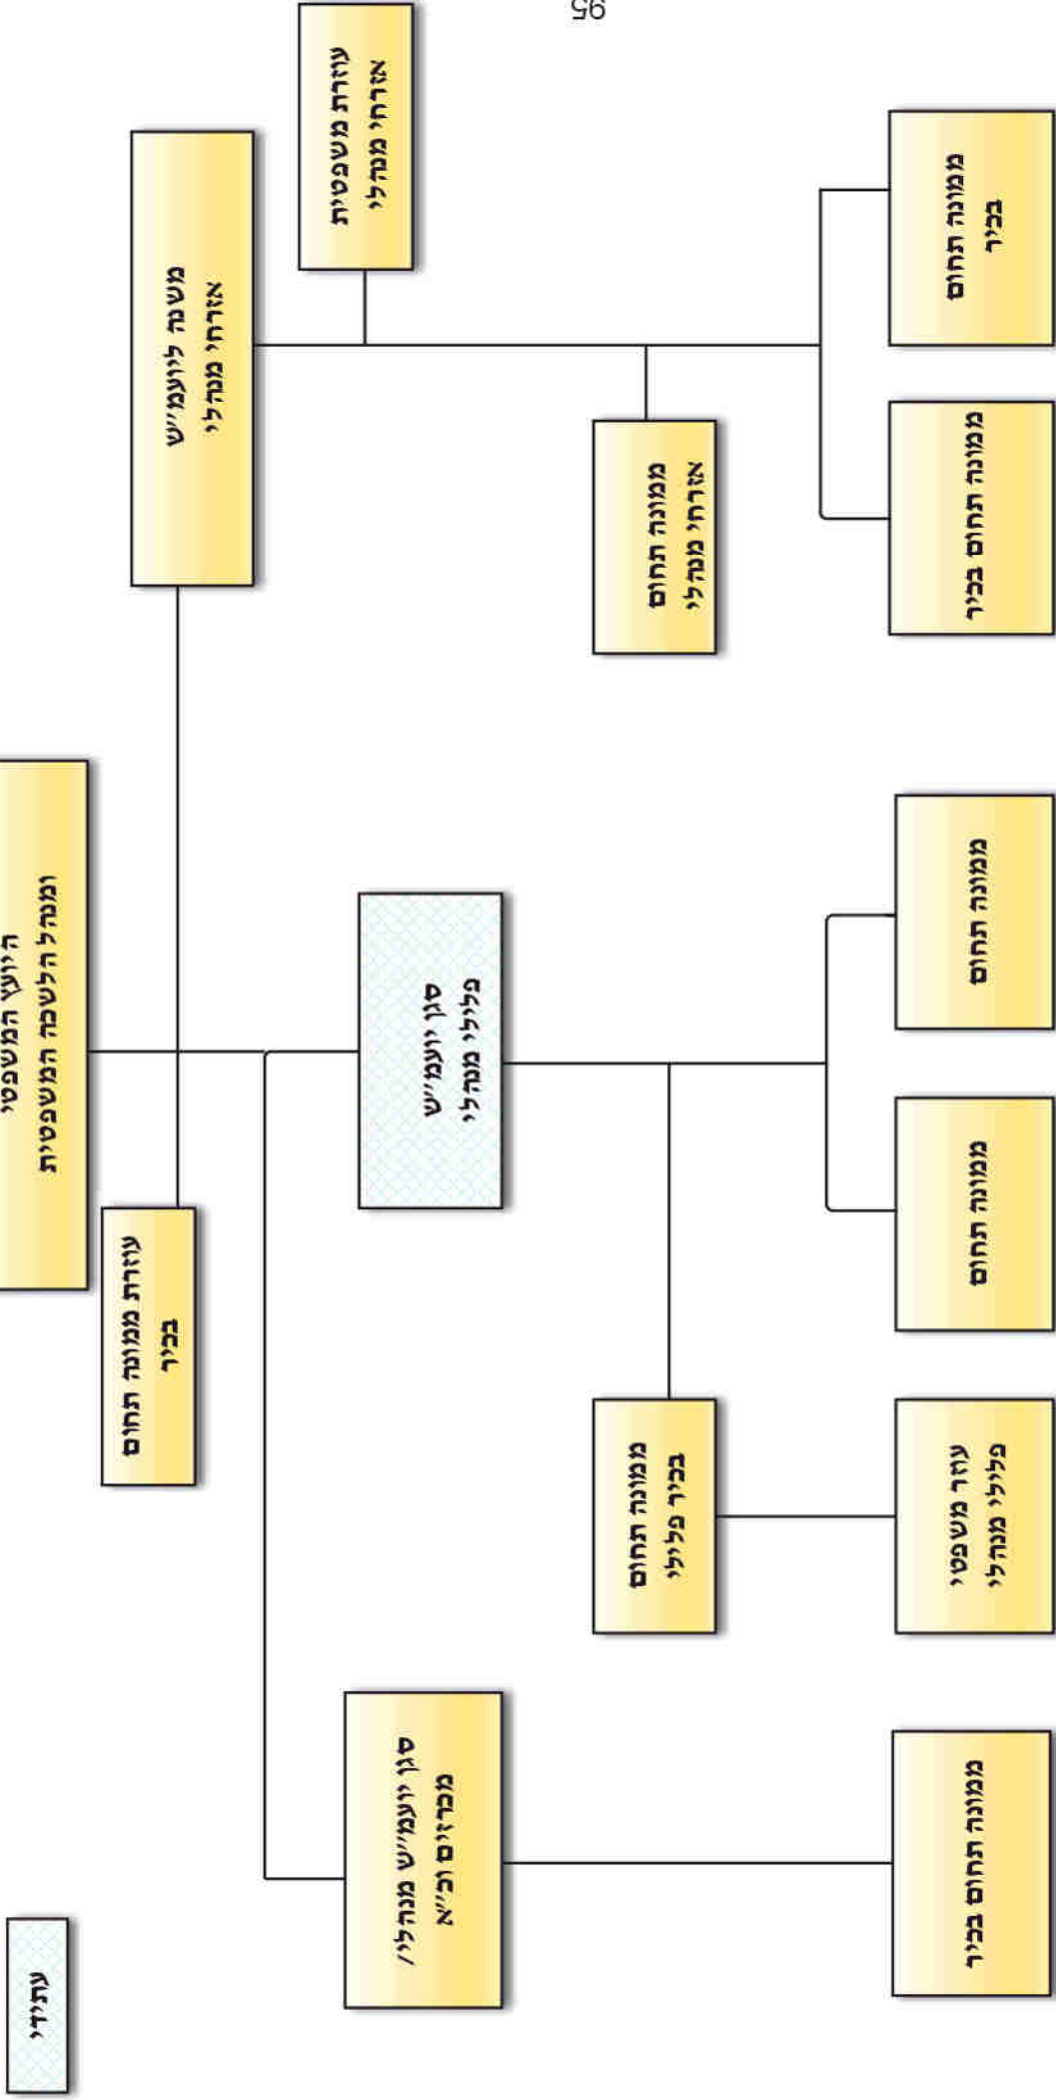 היועץ המשפטי
ומנהל הלשכה המשפטית
עתידי
משנה ליועמ״ש
אזרחי מנהלי
עוזרת ממונה תחום
בכיר
עוזרת משפטית
אזרחי מנהלי
סגן יועמ״ש
פלילי מנהלי
סגן יועמ״ש מנהלי/
מכרזים וכ״א
ממונה תחום
אזרחי מנהלי
ממונה תחום
בכיר פלילי
ממונה תחום
בכיר
ממונה תחום בכיר
ממונה תחום
ממונה תחום
עוזר משפטי
פלילי מנהלי
ממונה תחום בכיר
95